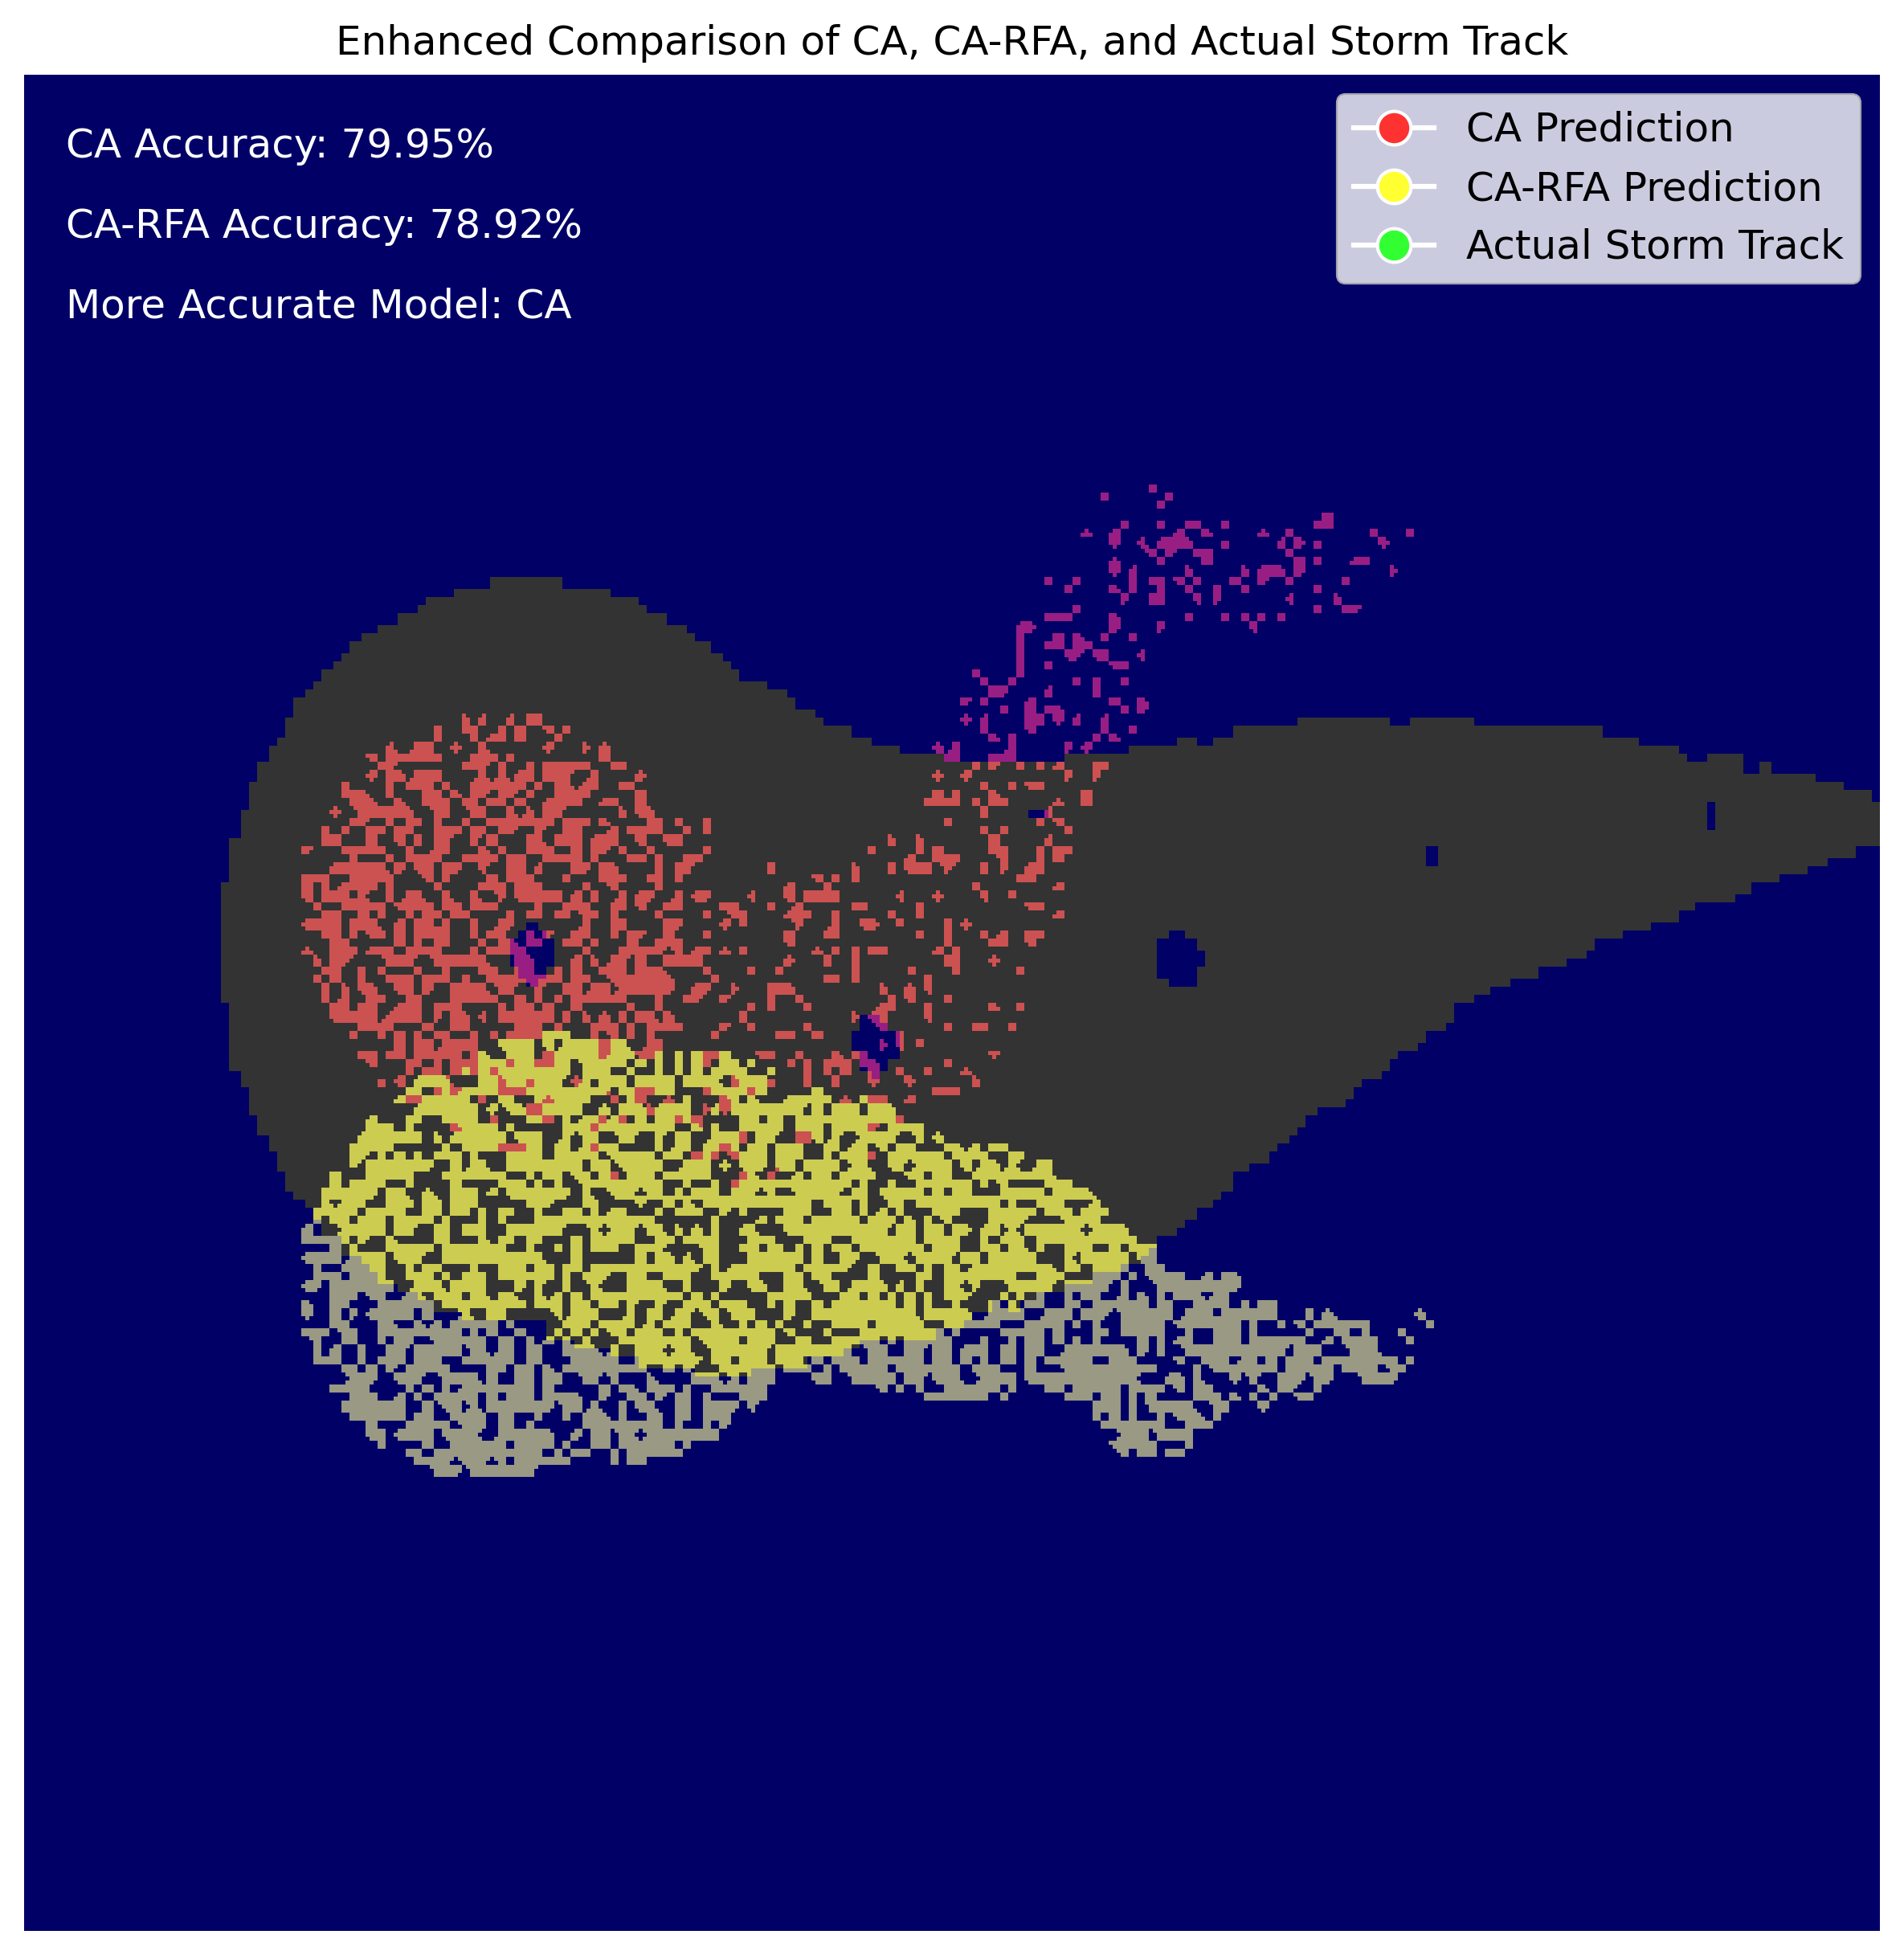 Enhanced Comparison of CA, CA-RFA, and Actual Storm Track
CA Accuracy: 79.95%
CA-RFA Accuracy: 78.92%
More Accurate Model: CA
CA Prediction
CA-RFA Prediction
Actual Storm Track